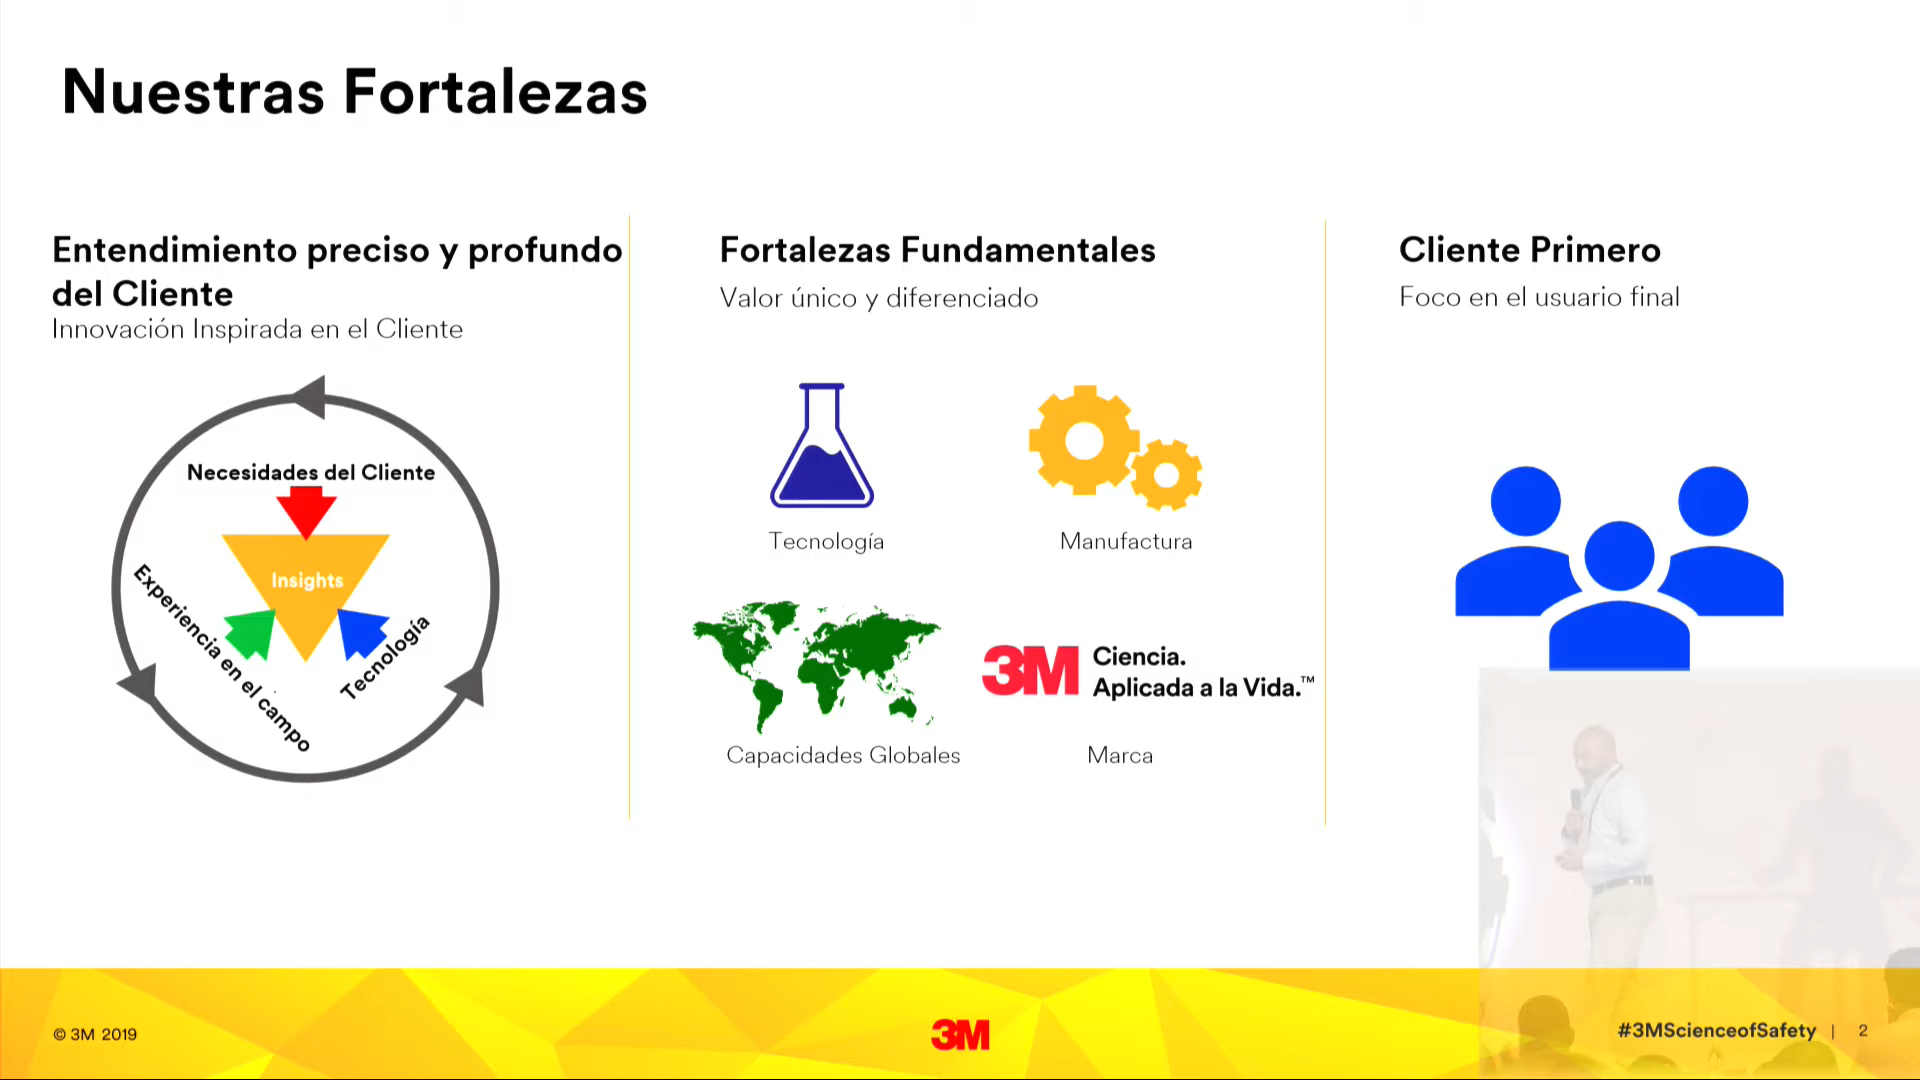 Nuestras Fortalezas
Entendimiento preciso y profundo
del Cliente
Innovación Inspirada en el Cliente
Necesidades del Cliente
Insights
Experiencia en el campo
Tecnología
Fortalezas Fundamentales
Valor único y diferenciado
Tecnología
Manufactura
Capacidades Globales
3M Ciencia.
Aplicada a la Vida.™
Marca
Cliente Primero
Foco en el usuario final
© 3M 2019
3M
#3MScienceofSafety | 2